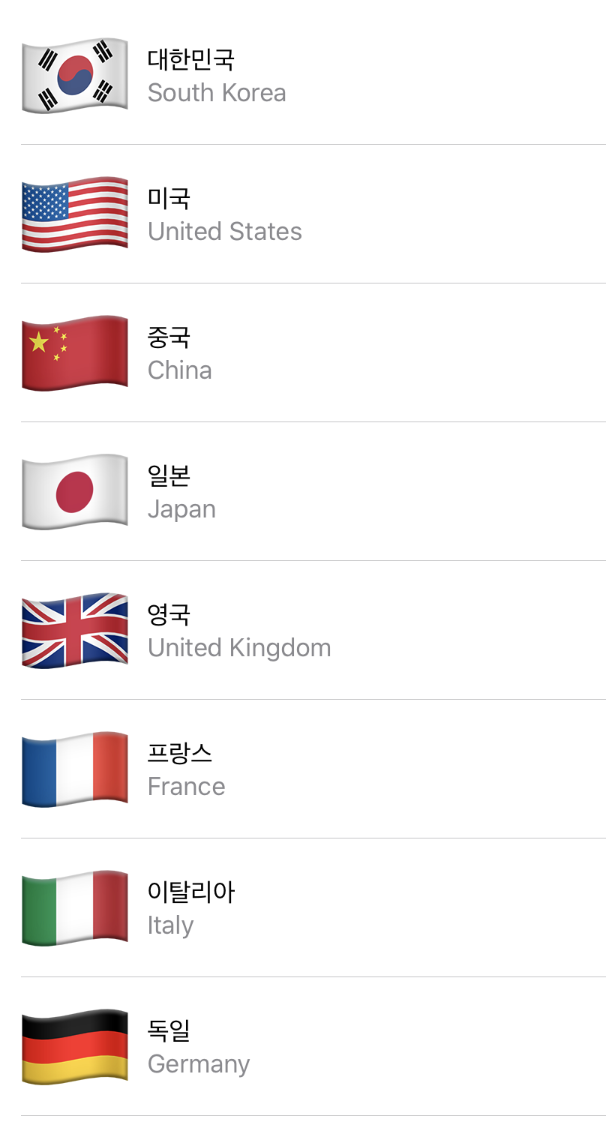 대한민국
South Korea
미국
United States
중국
China
일본
Japan
영국
United Kingdom
프랑스
France
이탈리아
Italy
독일
Germany